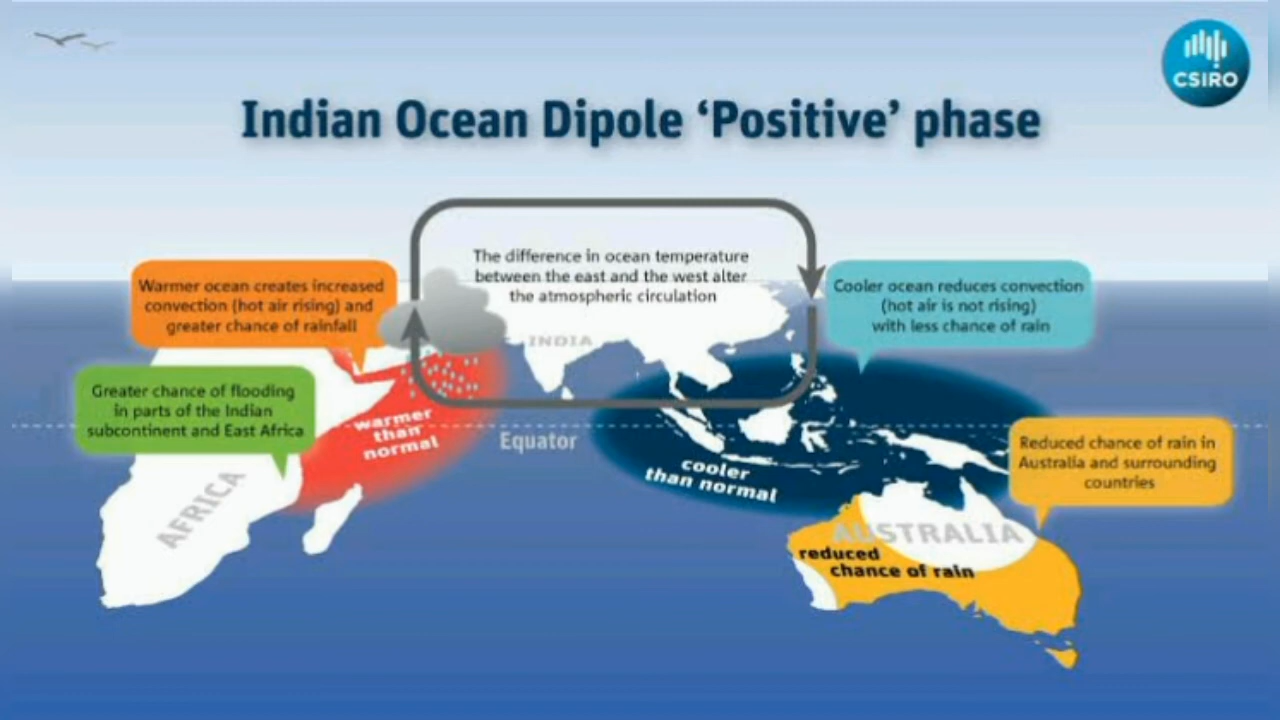 CSIRO
Indian Ocean Dipole ‘Positive’ phase
The difference in ocean temperature
between the east and the west alter
the atmospheric circulation
Warmer ocean creates increased
convection (hot air rising) and
greater chance of rainfall
Cooler ocean reduces convection
(hot air is not rising)
with less chance of rain
INDIA
Greater chance of flooding
in parts of the Indian
subcontinent and East Africa
warmer
than
normal
Equator
cooler
than normal
Reduced chance of rain in
Australia and surrounding
countries
AFRICA
AUSTRALIA
reduced
chance of rain